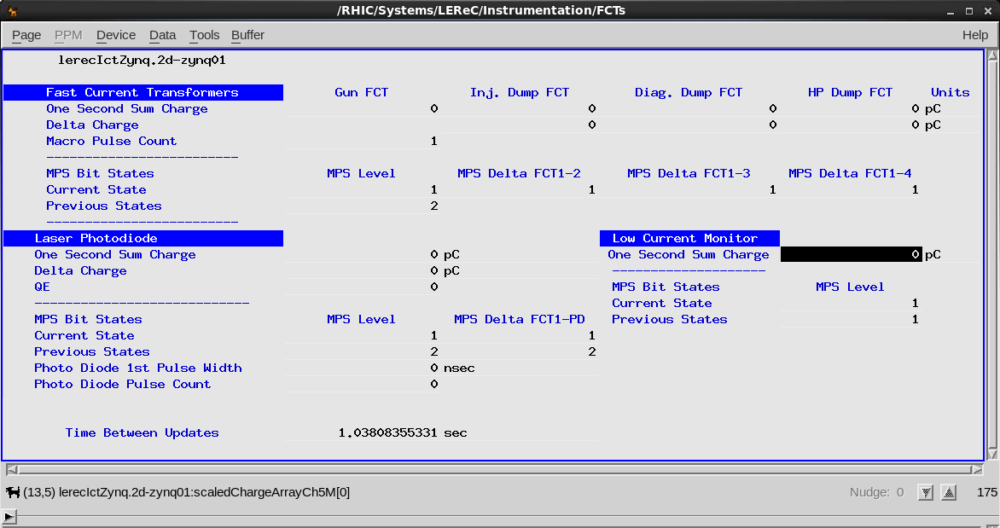 /RHIC/Systems/LEReC/Instrumentation/FCTs
Page PPM Device Data Tools Buffer Help
lerecIctZynq.2d-zynq01
Fast Current Transformers Gun FCT Inj. Dump FCT Diag. Dump FCT HP Dump FCT Units
One Second Sum Charge 0 0 0 0 pC
Delta Charge 0 0 0 pC
Macro Pulse Count 1
-------------------------
MPS Bit States MPS Level MPS Delta FCT1-2 MPS Delta FCT1-3 MPS Delta FCT1-4
Current State 1 1 1 1
Previous States 2
-------------------------
Laser Photodiode Low Current Monitor
One Second Sum Charge 0 pC One Second Sum Charge 0 pC
Delta Charge 0 pC --------------------
QE 0 MPS Bit States MPS Level
---------------------------- Current State 1
MPS Bit States MPS Level MPS Delta FCT1-PD Previous States 1
Current State 1 1
Previous States 2 2
Photo Diode 1st Pulse Width 0 nsec
Photo Diode Pulse Count 0
Time Between Updates 1.03808355331 sec
(13,5) lerecIctZynq.2d-zynq01:scaledChargeArrayCh5M[0] Nudge: 0 175